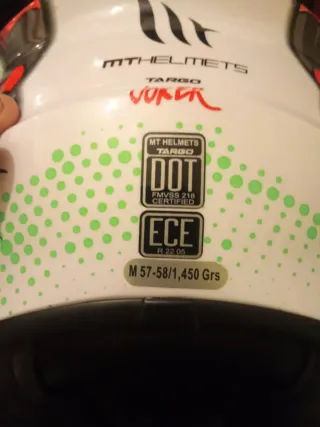 MT HELMETS
TARGO
JOKER
MT HELMETS
TARGO
DOT
FMVSS 218
CERTIFIED
ECE
R 22 05
M 57-58/1,450 Grs